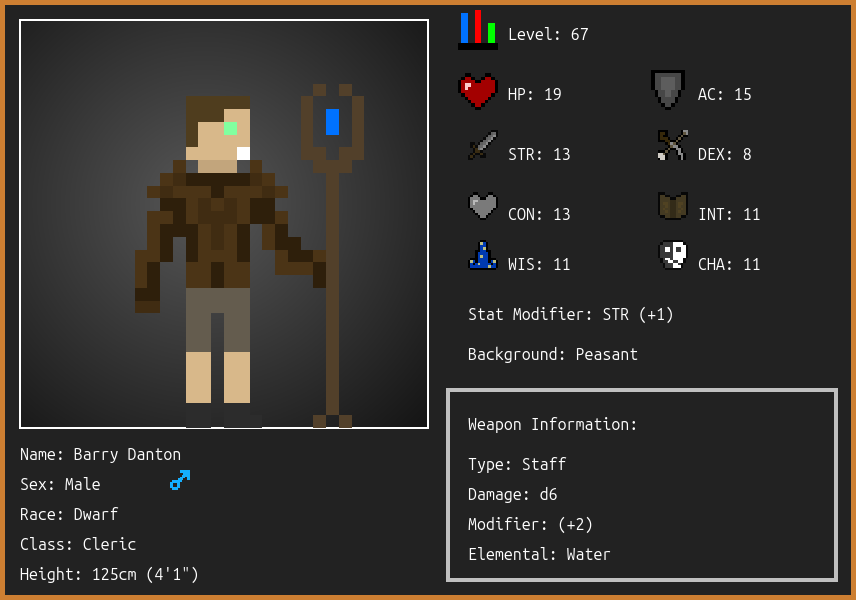 Level: 67
HP: 19
AC: 15
STR: 13
DEX: 8
CON: 13
INT: 11
WIS: 11
CHA: 11
Stat Modifier: STR (+1)
Background: Peasant
Weapon Information:
Type: Staff
Damage: d6
Modifier: (+2)
Elemental: Water
Name: Barry Danton
Sex: Male
Race: Dwarf
Class: Cleric
Height: 125cm (4'1")